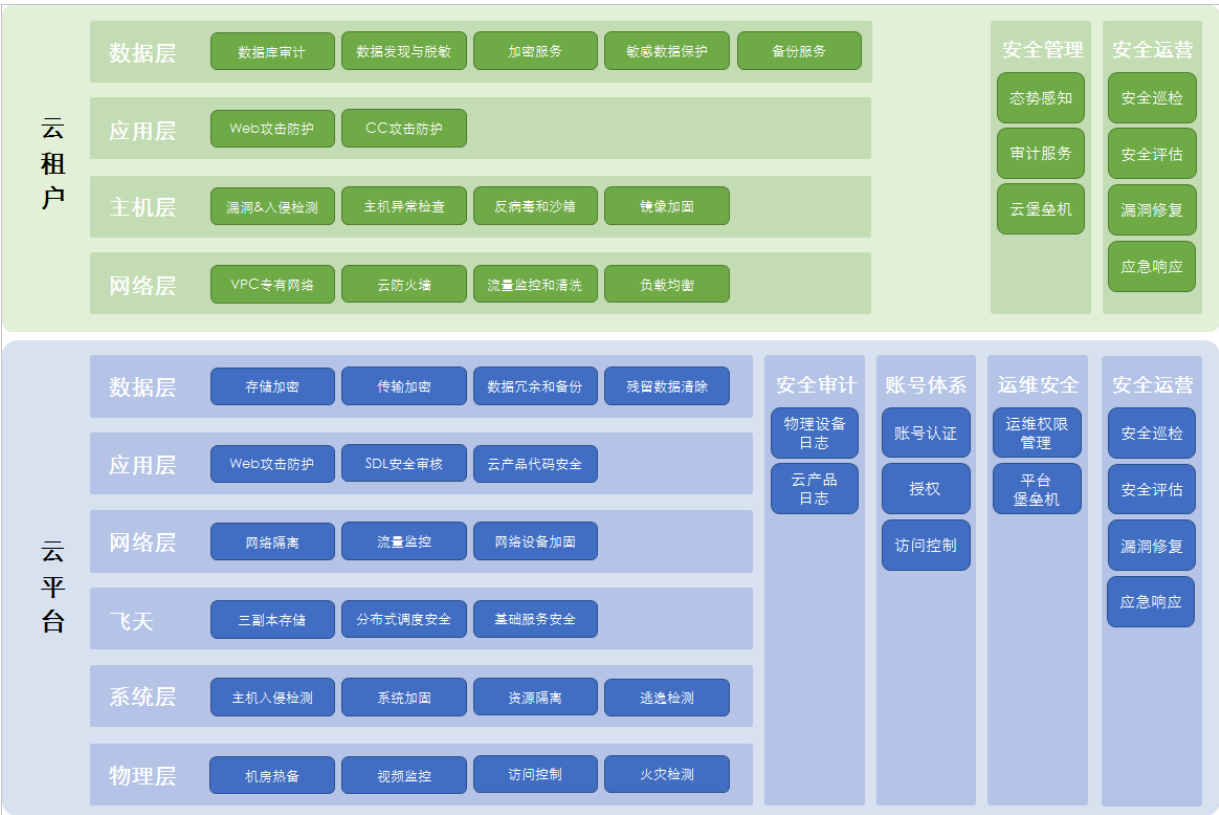 云租户
数据层
数据库审计
数据发现与脱敏
加密服务
敏感数据保护
备份服务
应用层
Web攻击防护
CC攻击防护
主机层
漏洞&入侵检测
主机异常检查
反病毒和沙箱
镜像加固
网络层
VPC专有网络
云防火墙
流量监控和清洗
负载均衡
安全管理
态势感知
审计服务
云堡垒机
安全运营
安全巡检
安全评估
漏洞修复
应急响应
云平台
数据层
存储加密
传输加密
数据冗余和备份
残留数据清除
应用层
Web攻击防护
SDL安全审核
云产品代码安全
网络层
网络隔离
流量监控
网络设备加固
飞天
三副本存储
分布式调度安全
基础服务安全
系统层
主机入侵检测
系统加固
资源隔离
逃逸检测
物理层
机房热备
视频监控
访问控制
火灾检测
安全审计
物理设备
日志
云产品
日志
账号体系
账号认证
授权
访问控制
运维安全
运维权限
管理
平台
堡垒机
安全运营
安全巡检
安全评估
漏洞修复
应急响应